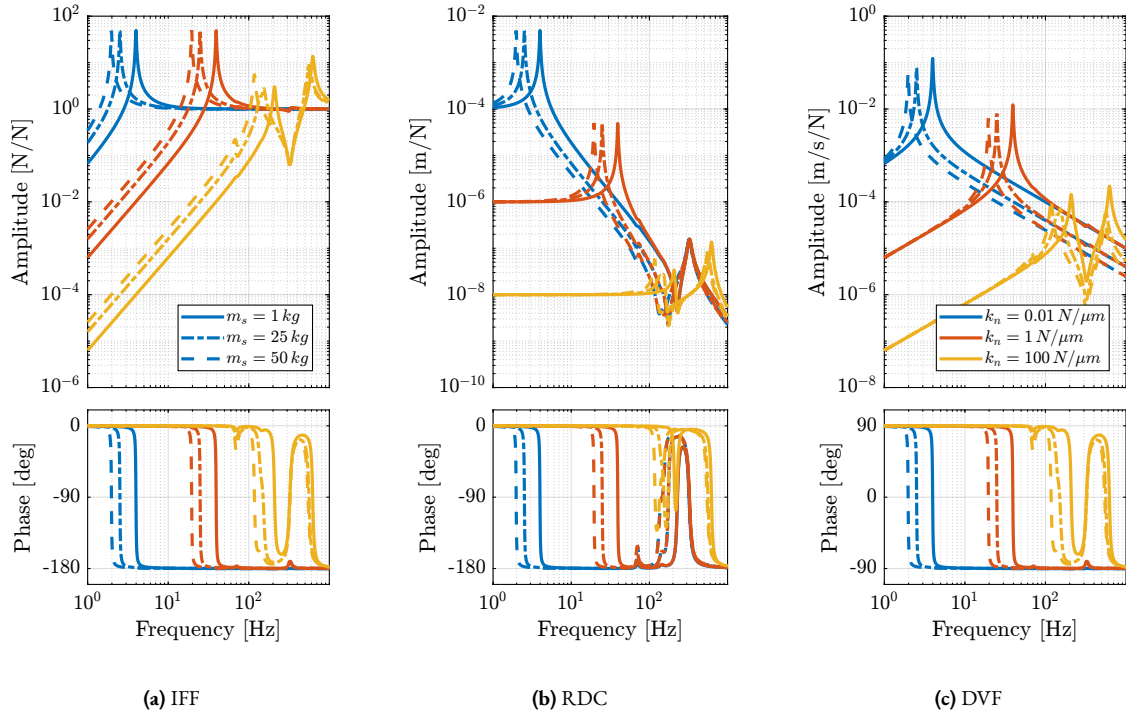 Amplitude [N/N]
10^2
10^0
10^-2
10^-4
10^-6
m_s = 1 kg
m_s = 25 kg
m_s = 50 kg
Phase [deg]
0
-90
-180
10^0
10^1
10^2
Frequency [Hz]
(a) IFF
Amplitude [m/N]
10^-2
10^-4
10^-6
10^-8
10^-10
Phase [deg]
0
-90
-180
10^0
10^1
10^2
Frequency [Hz]
(b) RDC
Amplitude [m/s/N]
10^0
10^-2
10^-4
10^-6
10^-8
k_n = 0.01 N/μm
k_n = 1 N/μm
k_n = 100 N/μm
Phase [deg]
90
0
-90
10^0
10^1
10^2
Frequency [Hz]
(c) DVF